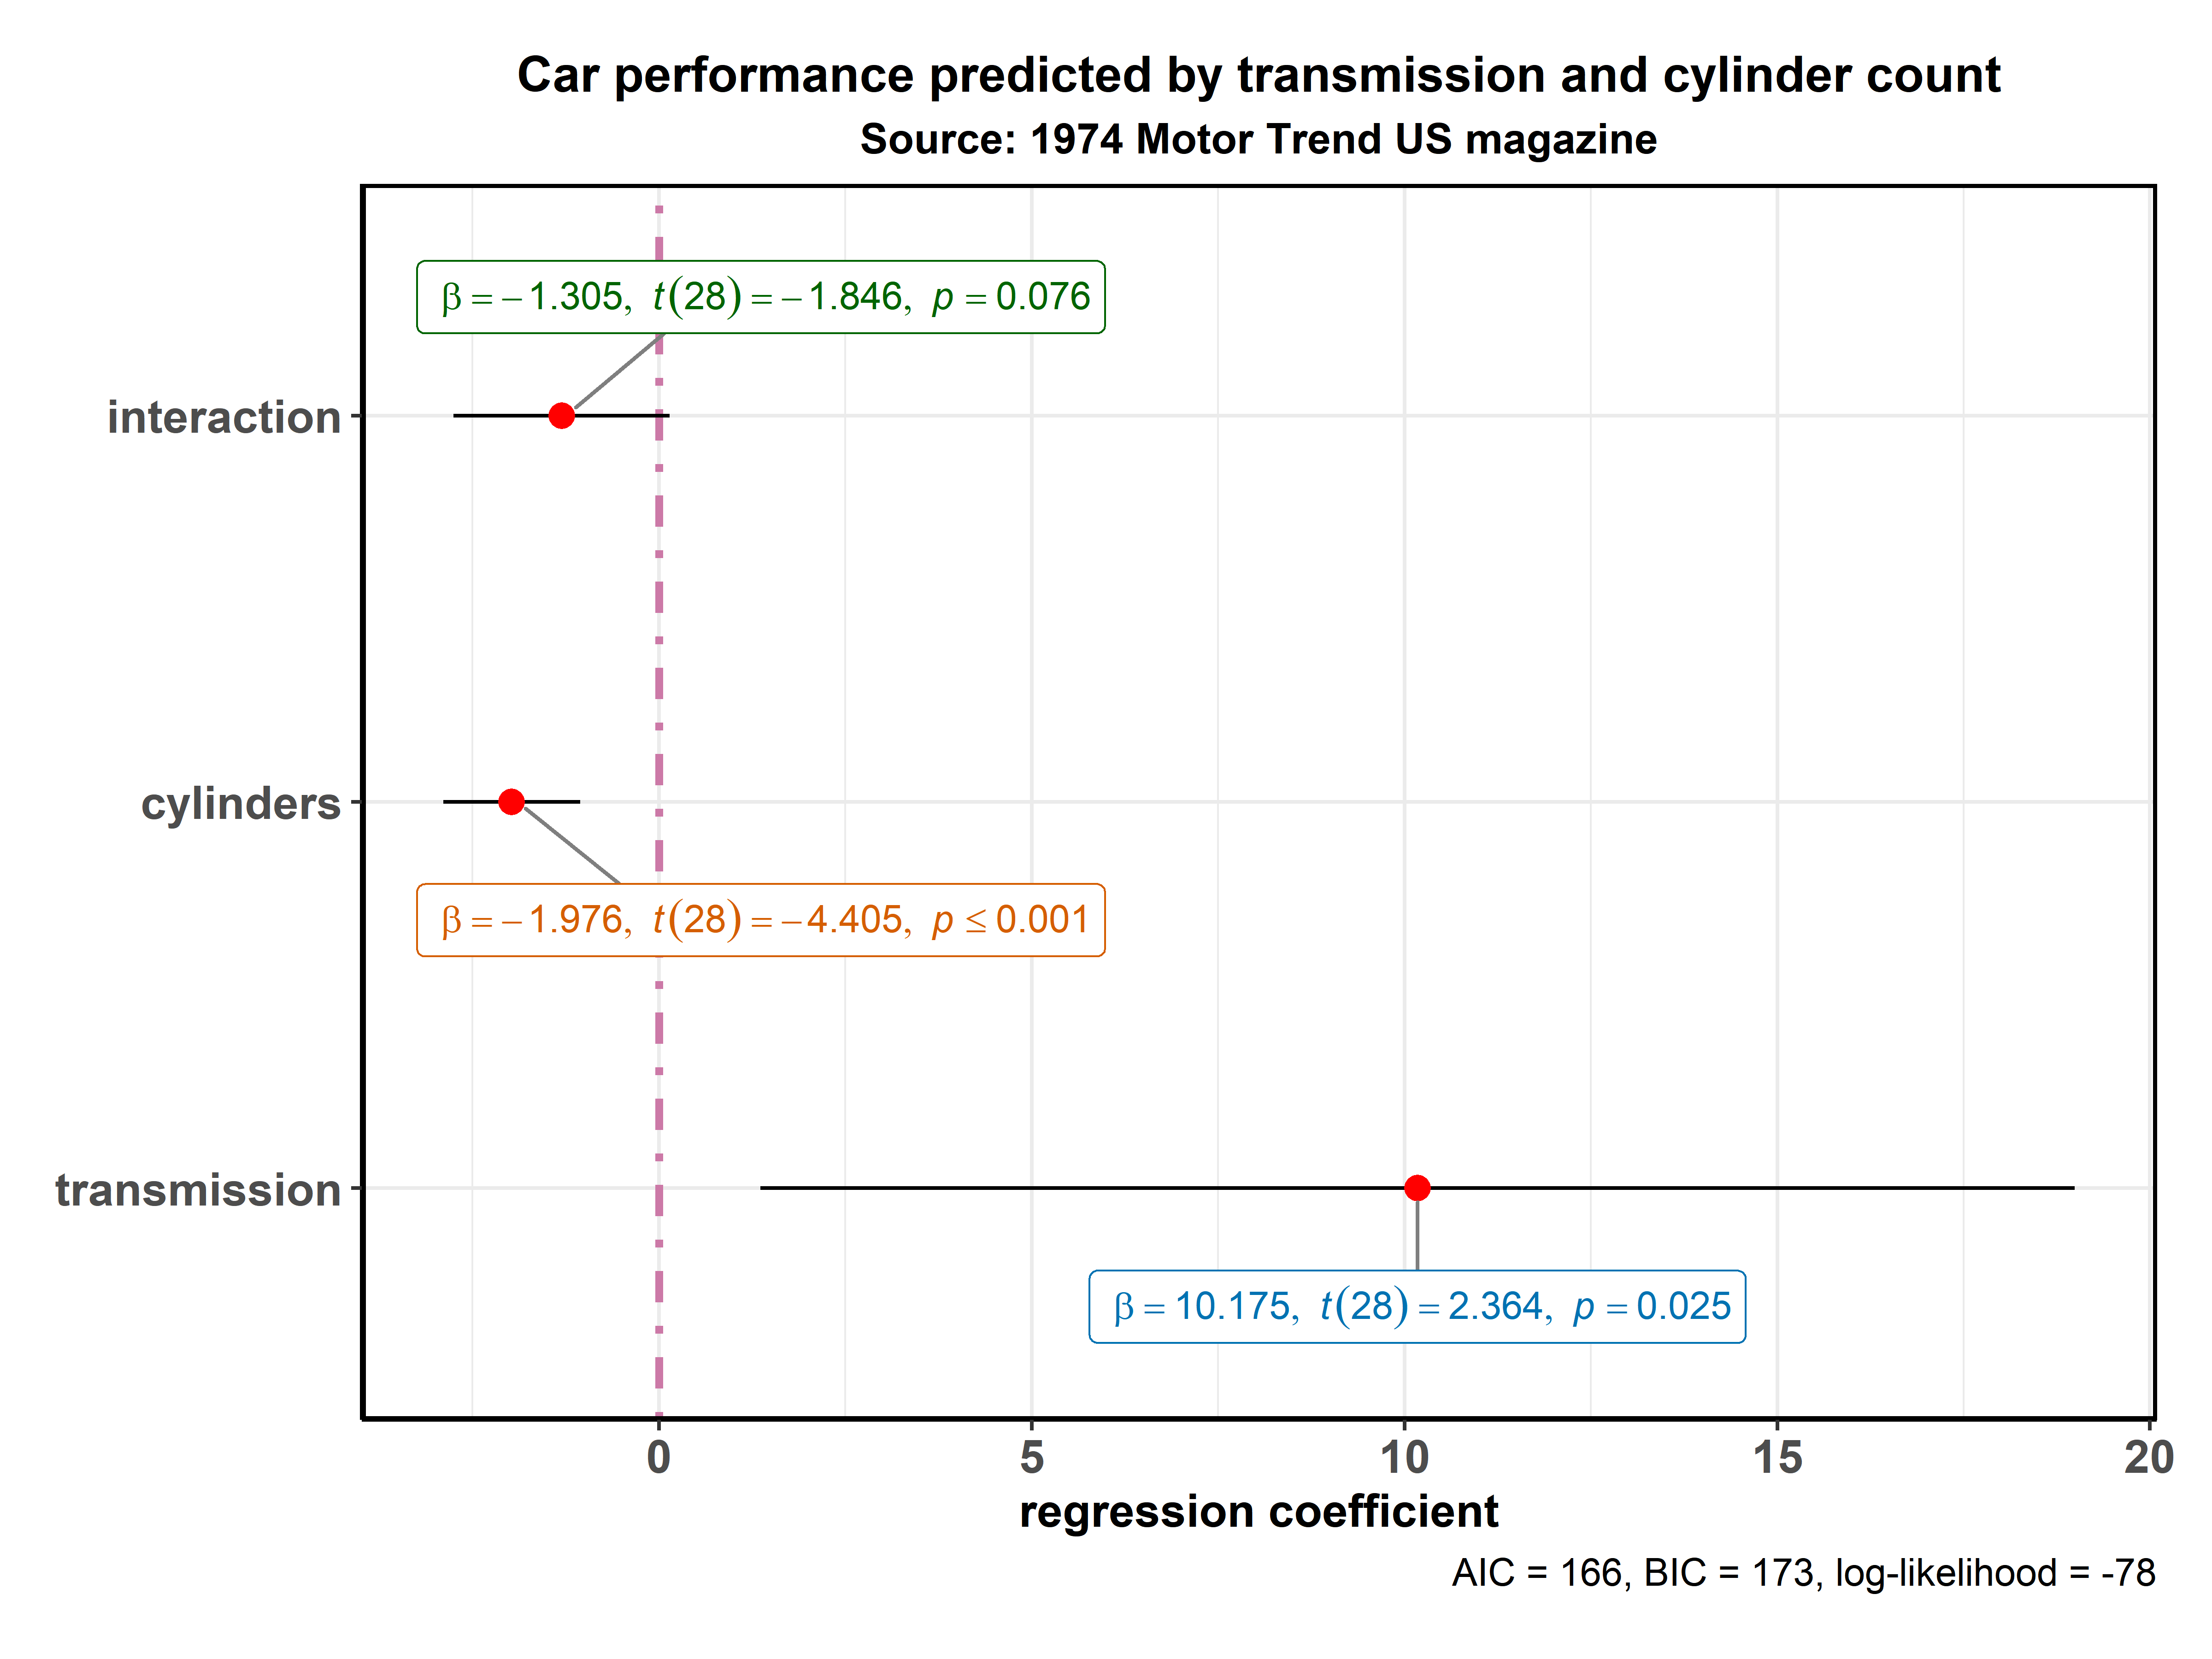 Car performance predicted by transmission and cylinder count
Source: 1974 Motor Trend US magazine
β = − 1.305, t(28) = − 1.846, p = 0.076
interaction
cylinders
β = − 1.976, t(28) = −4.405, p ≤ 0.001
transmission
β = 10.175, t(28) = 2.364, p = 0.025
0 5 10 15 20
regression coefficient
AIC = 166, BIC = 173, log-likelihood = -78